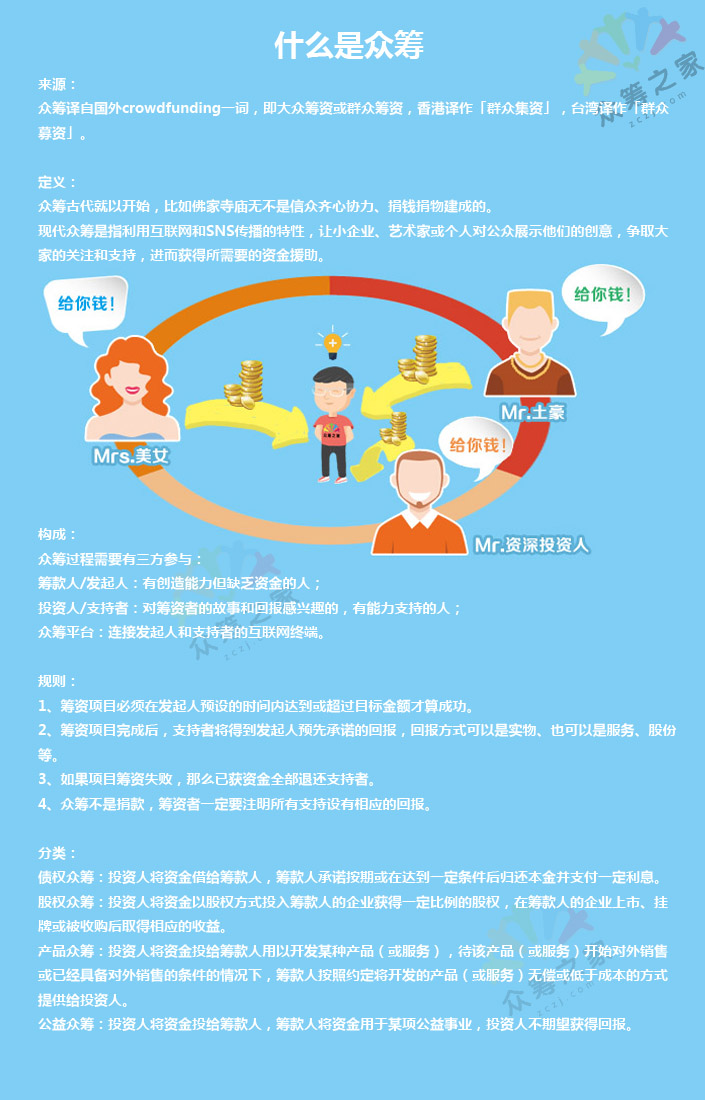 什么是众筹
来源：
众筹译自国外crowdfunding一词，即大众筹资或群众筹资，香港译作「群众集资」，台湾译作「群众
募资」。
众筹之家
zczj.com
定义：
众筹古代就以开始，比如佛家寺庙无不是信众齐心协力、捐钱捐物建成的。
现代众筹是指利用互联网和SNS传播的特性，让小企业、艺术家或个人对公众展示他们的创意，争取大
家的关注和支持，进而获得所需要的资金援助。
给你钱！
给你钱！
Mr.土豪
众筹之家
给你钱！
Mrs.美女
Mr.资深投资人
构成：
众筹过程需要有三方参与：
筹款人/发起人：有创造能力但缺乏资金的人；
投资人/支持者：对筹资者的故事和回报感兴趣的，有能力支持的人；
众筹平台：连接发起人和支持者的互联网终端。
众筹之家
zczj.com
规则：
1、筹资项目必须在发起人预设的时间内达到或超过目标金额才算成功。
2、筹资项目完成后，支持者将得到发起人预先承诺的回报，回报方式可以是实物、也可以是服务、股份
等。
3、如果项目筹资失败，那么已获资金全部退还支持者。
4、众筹不是捐款，筹资者一定要注明所有支持设有相应的回报。
分类：
债权众筹：投资人将资金借给筹款人，筹款人承诺按期或在达到一定条件后归还本金并支付一定利息。
股权众筹：投资人将资金以股权方式投入筹款人的企业获得一定比例的股权，在筹款人的企业上市、挂
牌或被收购后取得相应的收益。
产品众筹：投资人将资金投给筹款人用以开发某种产品（或服务），待该产品（或服务）开始对外销售
或已经具备对外销售的条件的情况下，筹款人按照约定将开发的产品（或服务）无偿或低于成本的方式
提供给投资人。
众筹之家
zczj.com
公益众筹：投资人将资金投给筹款人，筹款人将资金用于某项公益事业，投资人不期望获得回报。